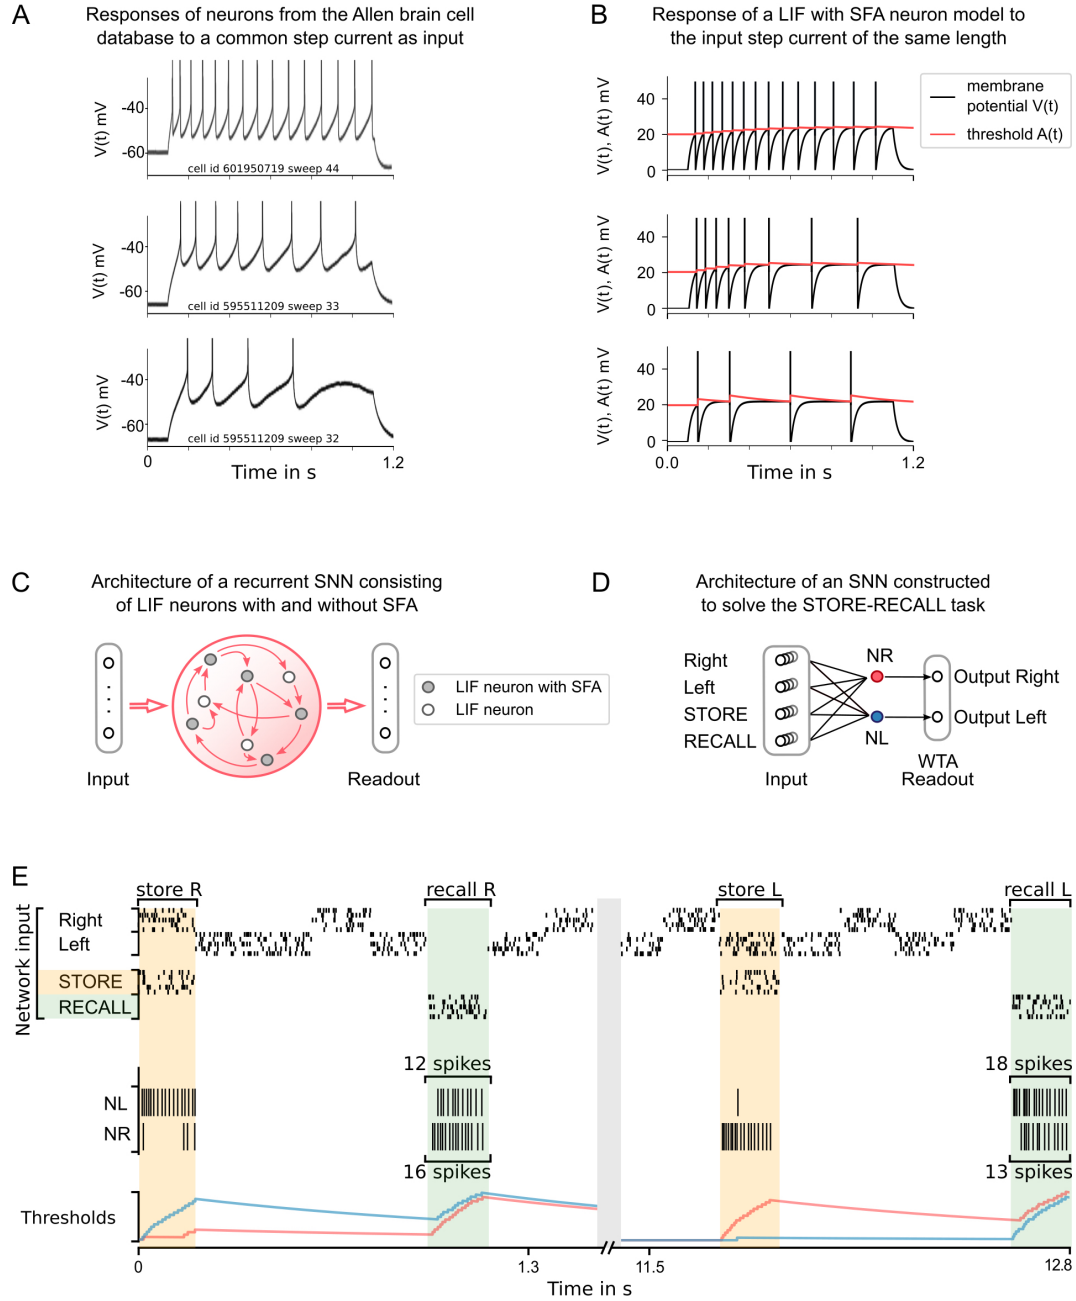 A
Responses of neurons from the Allen brain cell
database to a common step current as input
V(t) mV
-40
-60
cell id 601950719 sweep 44
V(t) mV
-40
-60
cell id 595511209 sweep 33
V(t) mV
-40
-60
cell id 595511209 sweep 32
0
1.2
Time in s
B
Response of a LIF with SFA neuron model to
the input step current of the same length
V(t), A(t) mV
40
20
0
membrane
potential V(t)
threshold A(t)
V(t), A(t) mV
40
20
0
V(t), A(t) mV
40
20
0
0.0
1.2
Time in s
C
Architecture of a recurrent SNN consisting
of LIF neurons with and without SFA
Input
Readout
LIF neuron with SFA
LIF neuron
D
Architecture of an SNN constructed
to solve the STORE-RECALL task
Right
Left
STORE
RECALL
Input
NR
NL
Output Right
Output Left
WTA
Readout
E
store R
recall R
store L
recall L
Network input
Right
Left
STORE
RECALL
12 spikes
18 spikes
NL
NR
16 spikes
13 spikes
Thresholds
0
1.3
11.5
12.8
Time in s